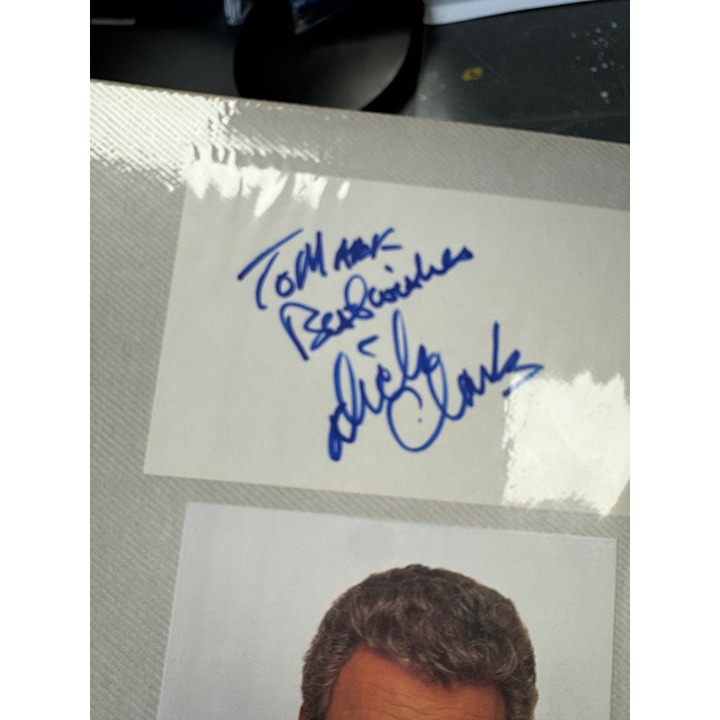 To MARK
Best wishes
Dick Clark